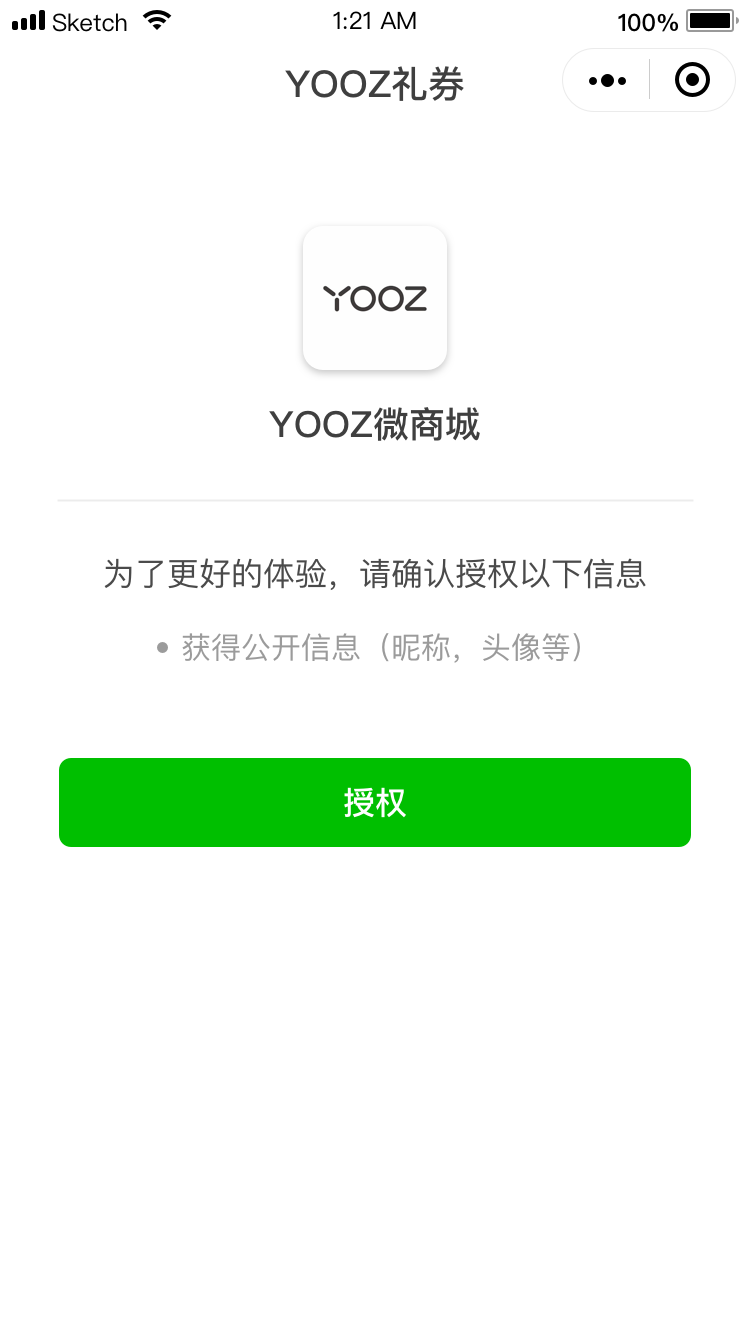 Sketch 1:21 AM 100%
YOOZ礼券
YOOZ
YOOZ微商城
为了更好的体验，请确认授权以下信息
• 获得公开信息（昵称，头像等）
授权